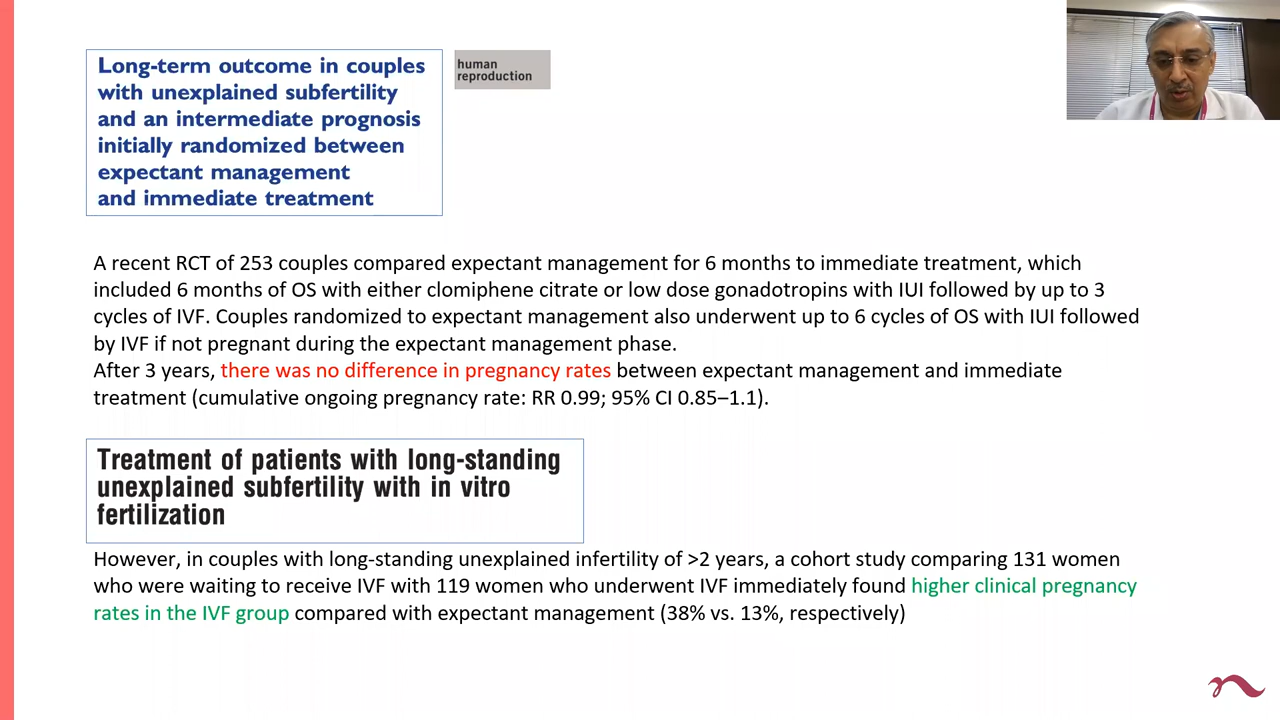 Long-term outcome in couples
with unexplained subfertility
and an intermediate prognosis
initially randomized between
expectant management
and immediate treatment
human
reproduction
A recent RCT of 253 couples compared expectant management for 6 months to immediate treatment, which
included 6 months of OS with either clomiphene citrate or low dose gonadotropins with IUI followed by up to 3
cycles of IVF. Couples randomized to expectant management also underwent up to 6 cycles of OS with IUI followed
by IVF if not pregnant during the expectant management phase.
After 3 years, there was no difference in pregnancy rates between expectant management and immediate
treatment (cumulative ongoing pregnancy rate: RR 0.99; 95% CI 0.85–1.1).
Treatment of patients with long-standing
unexplained subfertility with in vitro
fertilization
However, in couples with long-standing unexplained infertility of >2 years, a cohort study comparing 131 women
who were waiting to receive IVF with 119 women who underwent IVF immediately found higher clinical pregnancy
rates in the IVF group compared with expectant management (38% vs. 13%, respectively)